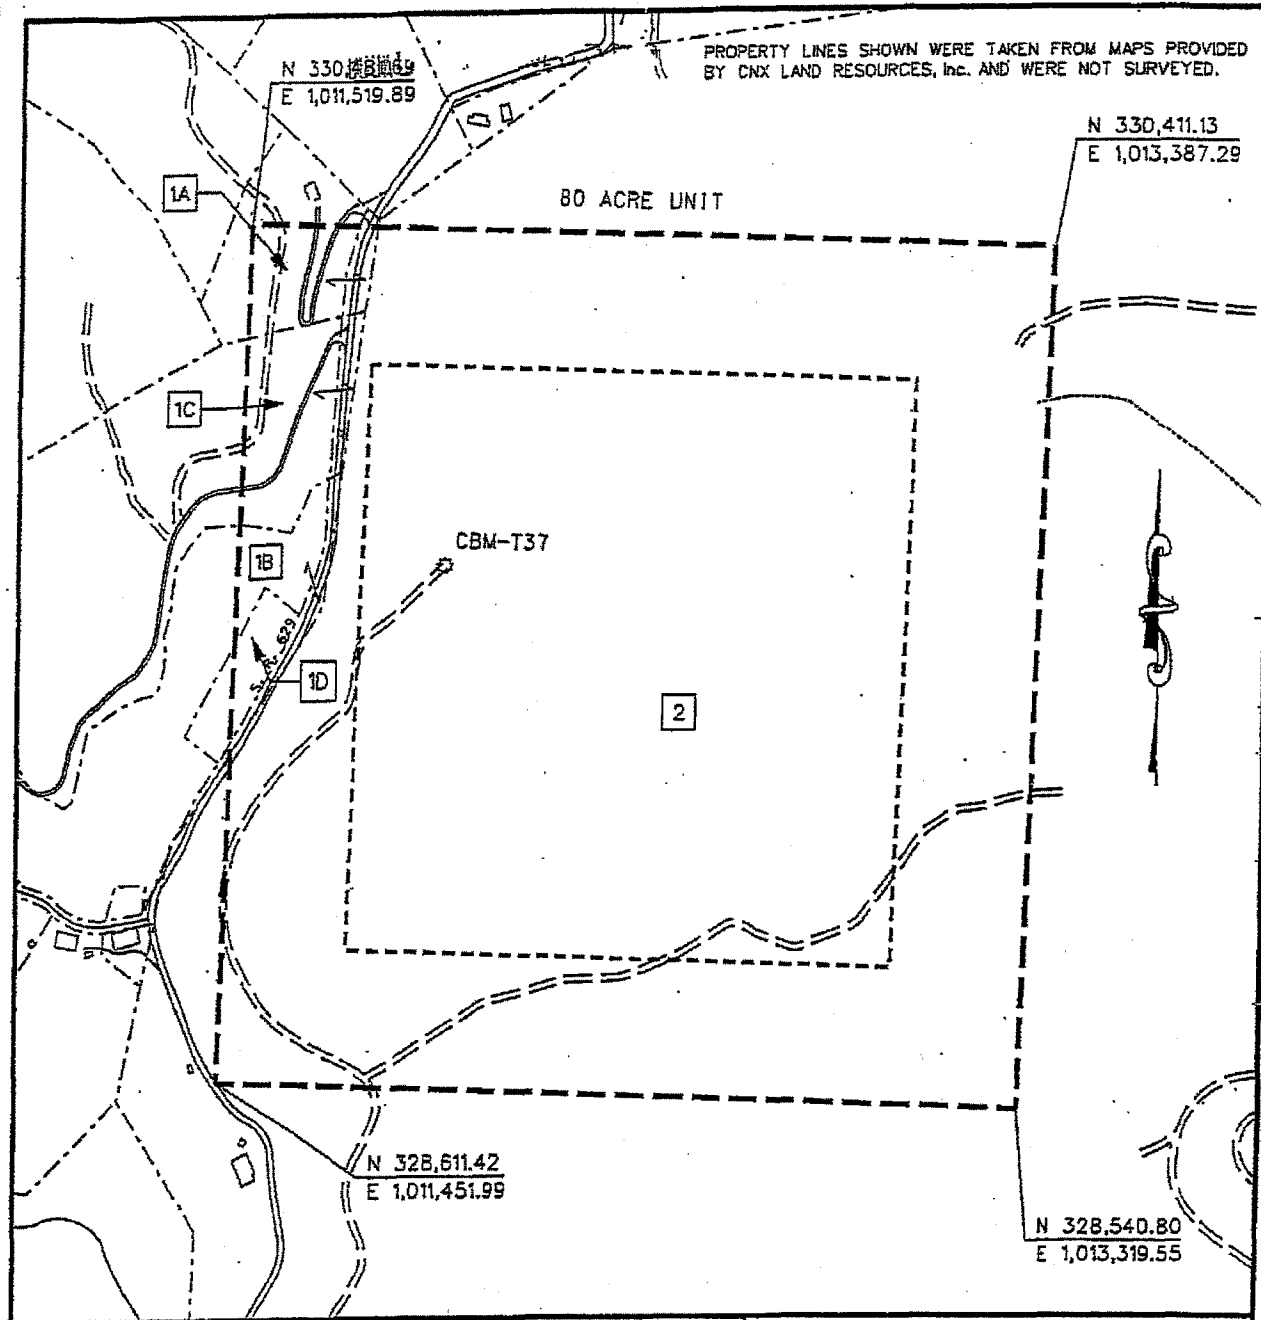 PROPERTY LINES SHOWN WERE TAKEN FROM MAPS PROVIDED
BY CNX LAND RESOURCES, Inc. AND WERE NOT SURVEYED.
N 330,
E 1,011,519.89
N 330,411.13
E 1,013,387.29
1A
80 ACRE UNIT
1C
CBM-T37
1B
S. R. 629
1D
2
N 328,611.42
E 1,011,451.99
N 328,540.80
E 1,013,319.55